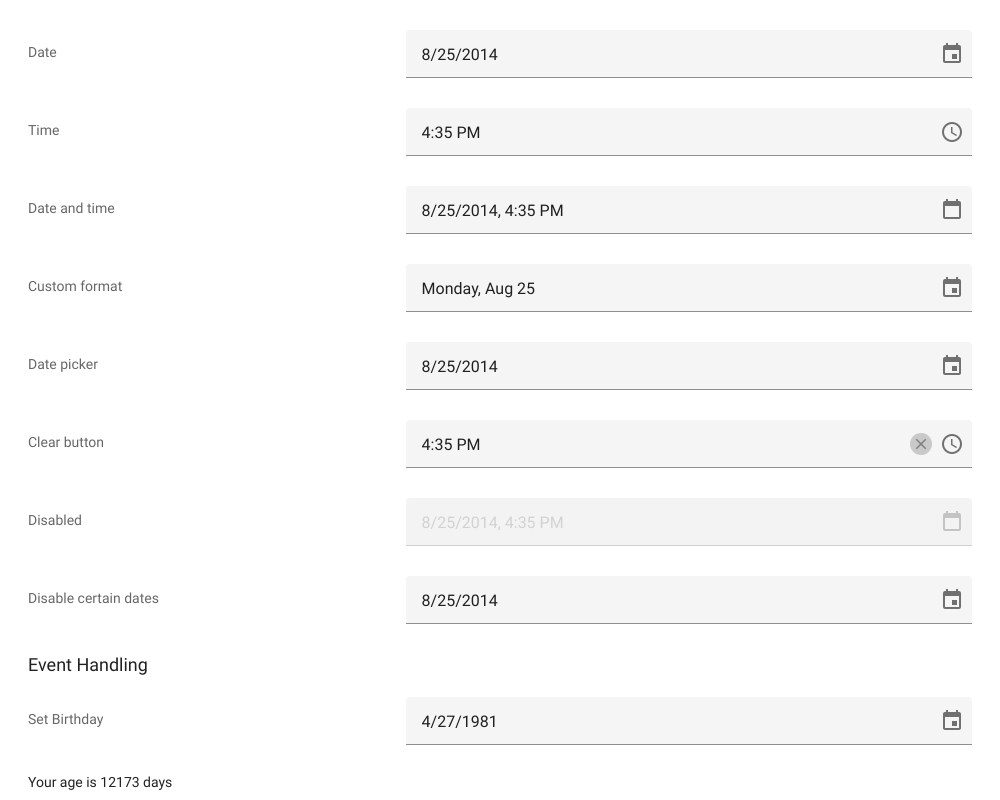 Date
8/25/2014
Time
4:35 PM
Date and time
8/25/2014, 4:35 PM
Custom format
Monday, Aug 25
Date picker
8/25/2014
Clear button
4:35 PM
Disabled
8/25/2014, 4:35 PM
Disable certain dates
8/25/2014
Event Handling
Set Birthday
4/27/1981
Your age is 12173 days